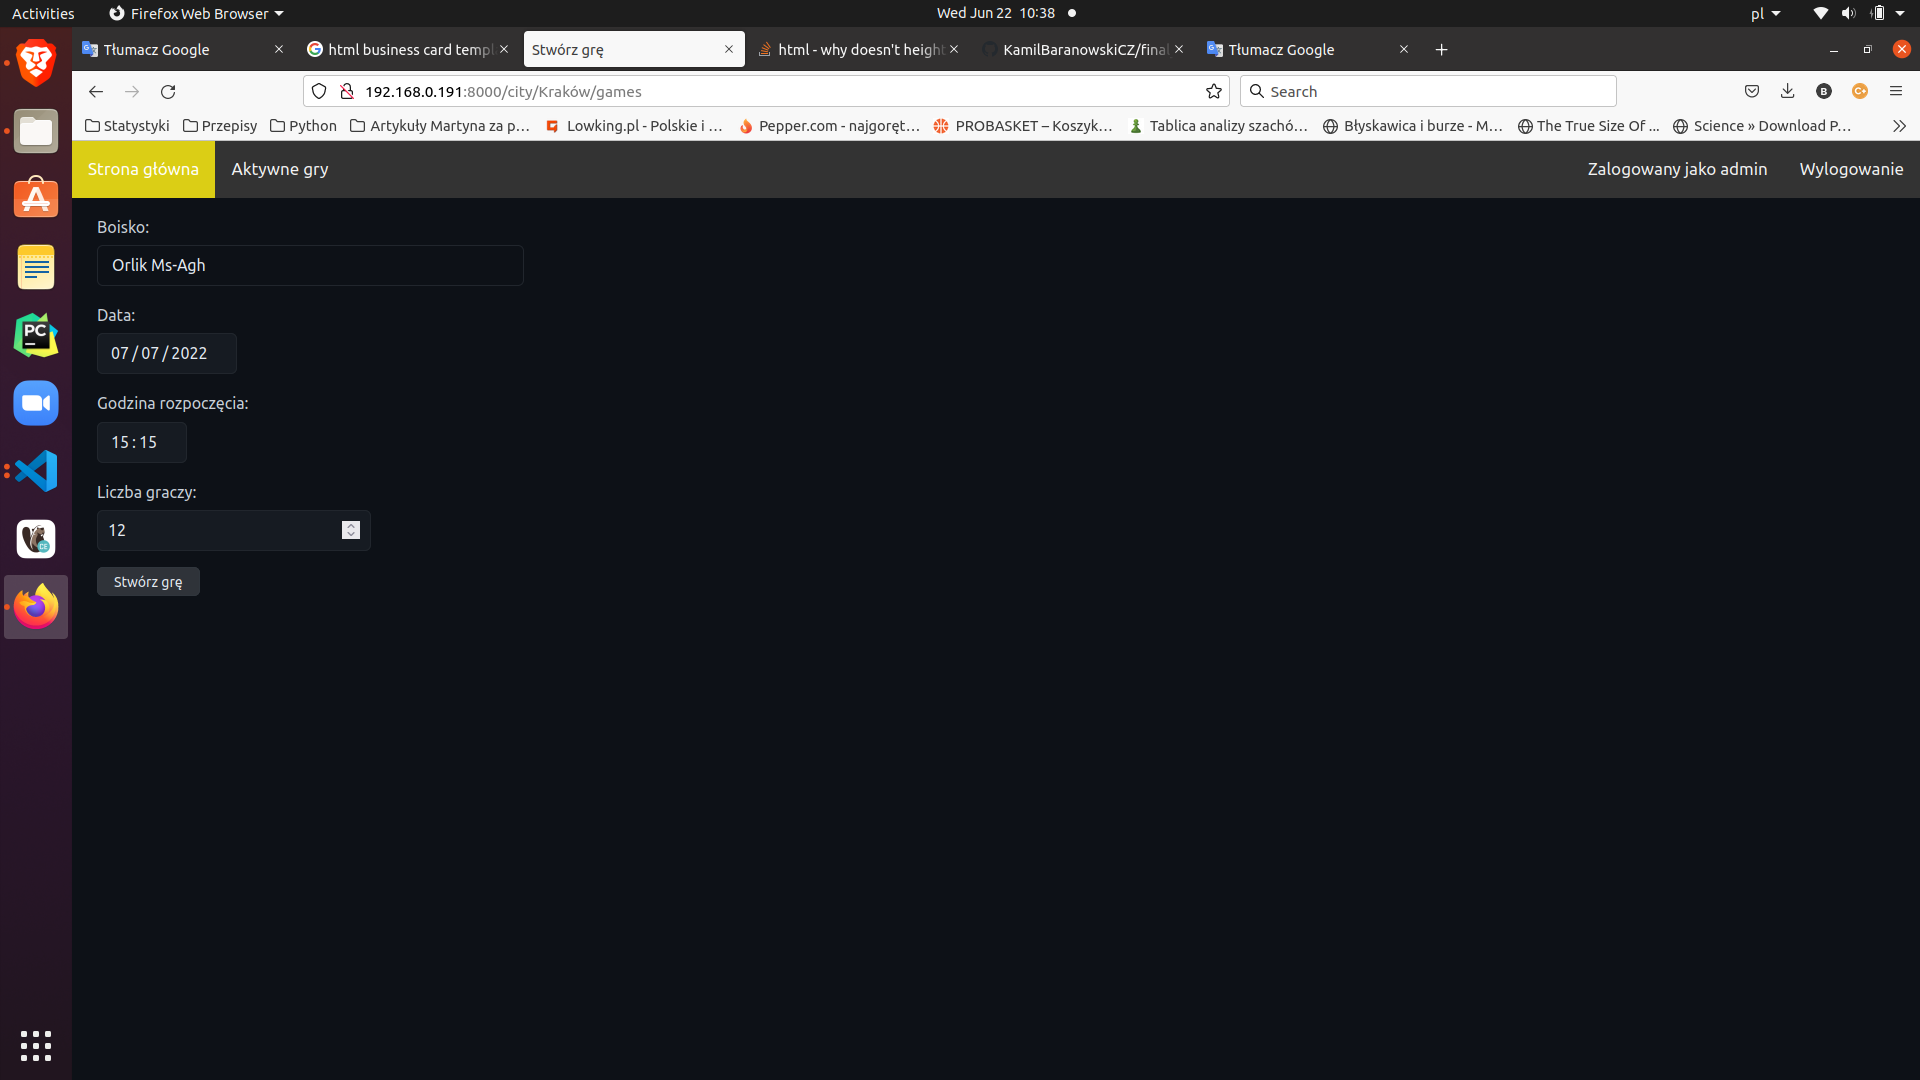 Activities Firefox Web Browser Wed Jun 22 10:38 pl
Tłumacz Google html business card templ Stwórz grę html - why doesn't height KamilBaranowskiCZ/final Tłumacz Google
192.168.0.191:8000/city/Kraków/games Search B C+
Statystyki Przepisy Python Artykuły Martyna za p… Lowking.pl - Polskie i … Pepper.com - najgoręt… PROBASKET – Koszyk… Tablica analizy szachó… Błyskawica i burze - M… The True Size Of … Science » Download P…
Strona główna Aktywne gry Zalogowany jako admin Wylogowanie
Boisko:
Orlik Ms-Agh
Data:
07/07/2022
Godzina rozpoczęcia:
15:15
Liczba graczy:
12
Stwórz grę
PC
CE